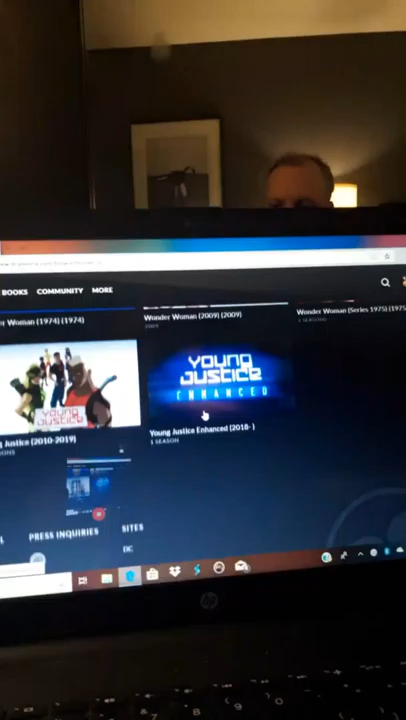 BOOKS COMMUNITY MORE
Woman (1974) (1974)
Wonder Woman (2009) (2009)
2009
Wonder Woman (Series 1975) (1975
YOUNG JUSTICE
YOUNG
JUSTICE
ENHANCED
Justice (2010-2019)
Young Justice Enhanced (2018- )
1 SEASON
PRESS INQUIRIES SITES
DC
hp